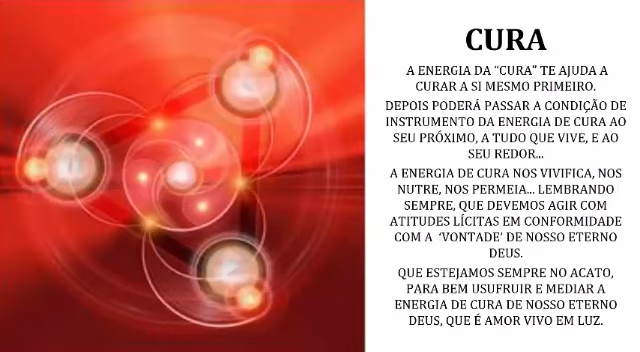 CURA
A ENERGIA DA “CURA” TE AJUDA A
CURAR A SI MESMO PRIMEIRO.
DEPOIS PODERÁ PASSAR A CONDIÇÃO DE
INSTRUMENTO DA ENERGIA DE CURA AO
SEU PRÓXIMO, A TUDO QUE VIVE, E AO
SEU REDOR...
A ENERGIA DE CURA NOS VIVIFICA, NOS
NUTRE, NOS PERMEIA... LEMBRANDO
SEMPRE, QUE DEVEMOS AGIR COM
ATITUDES LÍCITAS EM CONFORMIDADE
COM A ‘VONTADE’ DE NOSSO ETERNO
DEUS.
QUE ESTEJAMOS SEMPRE NO ACATO,
PARA BEM USUFRUIR E MEDIAR A
ENERGIA DE CURA DE NOSSO ETERNO
DEUS, QUE É AMOR VIVO EM LUZ.